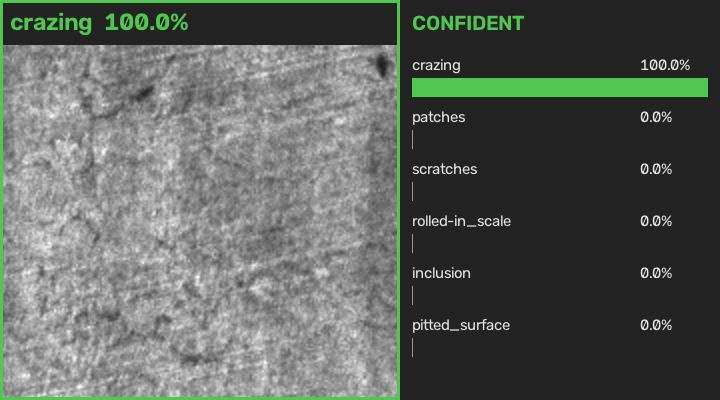 crazing 100.0%
CONFIDENT
crazing 100.0%
patches 0.0%
scratches 0.0%
rolled-in_scale 0.0%
inclusion 0.0%
pitted_surface 0.0%